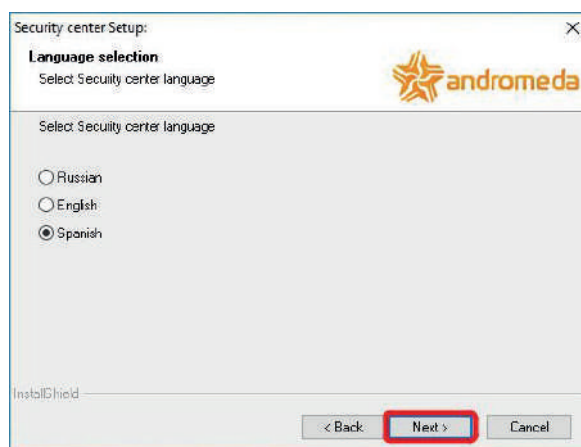 Security center Setup:
Language selection
Select Security center language
andromeda
Select Security center language
Russian
English
Spanish
InstallShield
< Back
Next >
Cancel